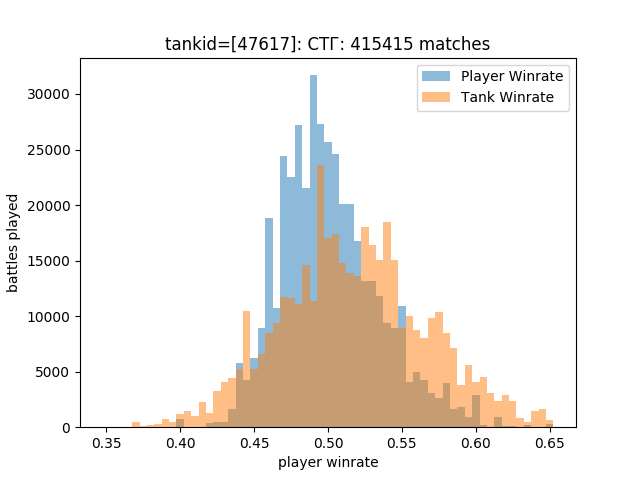 tankid=[47617]: СТГ: 415415 matches
Player Winrate
Tank Winrate
battles played
30000
25000
20000
15000
10000
5000
0
0.35 0.40 0.45 0.50 0.55 0.60 0.65
player winrate